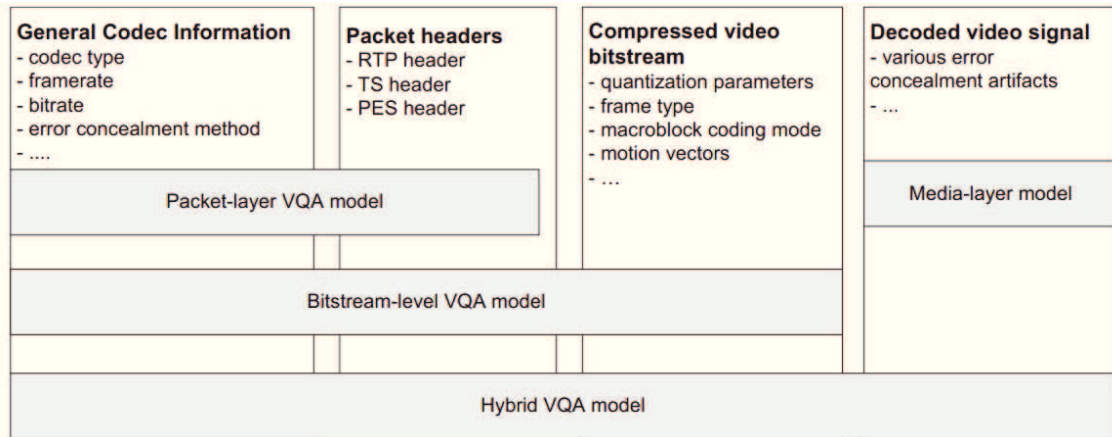 General Codec Information
- codec type
- framerate
- bitrate
- error concealment method
- ....
Packet headers
- RTP header
- TS header
- PES header
Compressed video
bitstream
- quantization parameters
- frame type
- macroblock coding mode
- motion vectors
- ...
Decoded video signal
- various error
concealment artifacts
- ...
Packet-layer VQA model
Media-layer model
Bitstream-level VQA model
Hybrid VQA model